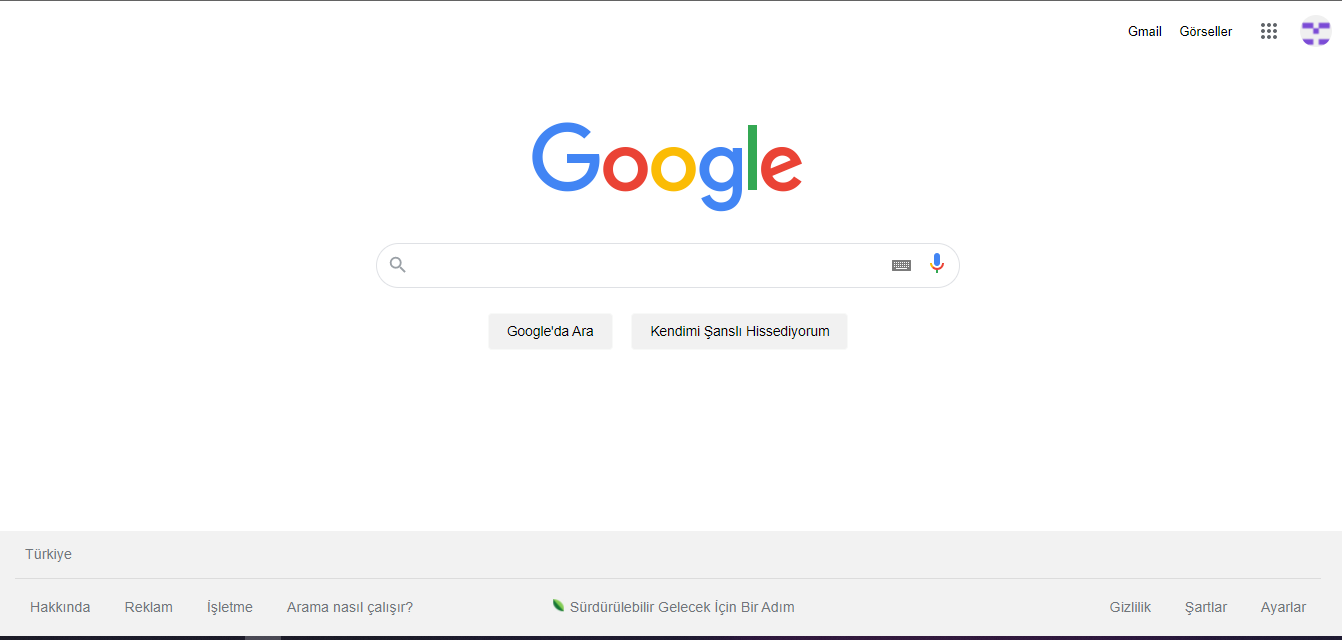 Gmail Görseller
Google
Google'da Ara Kendimi Şanslı Hissediyorum
Türkiye
Hakkında Reklam İşletme Arama nasıl çalışır? Sürdürülebilir Gelecek İçin Bir Adım Gizlilik Şartlar Ayarlar